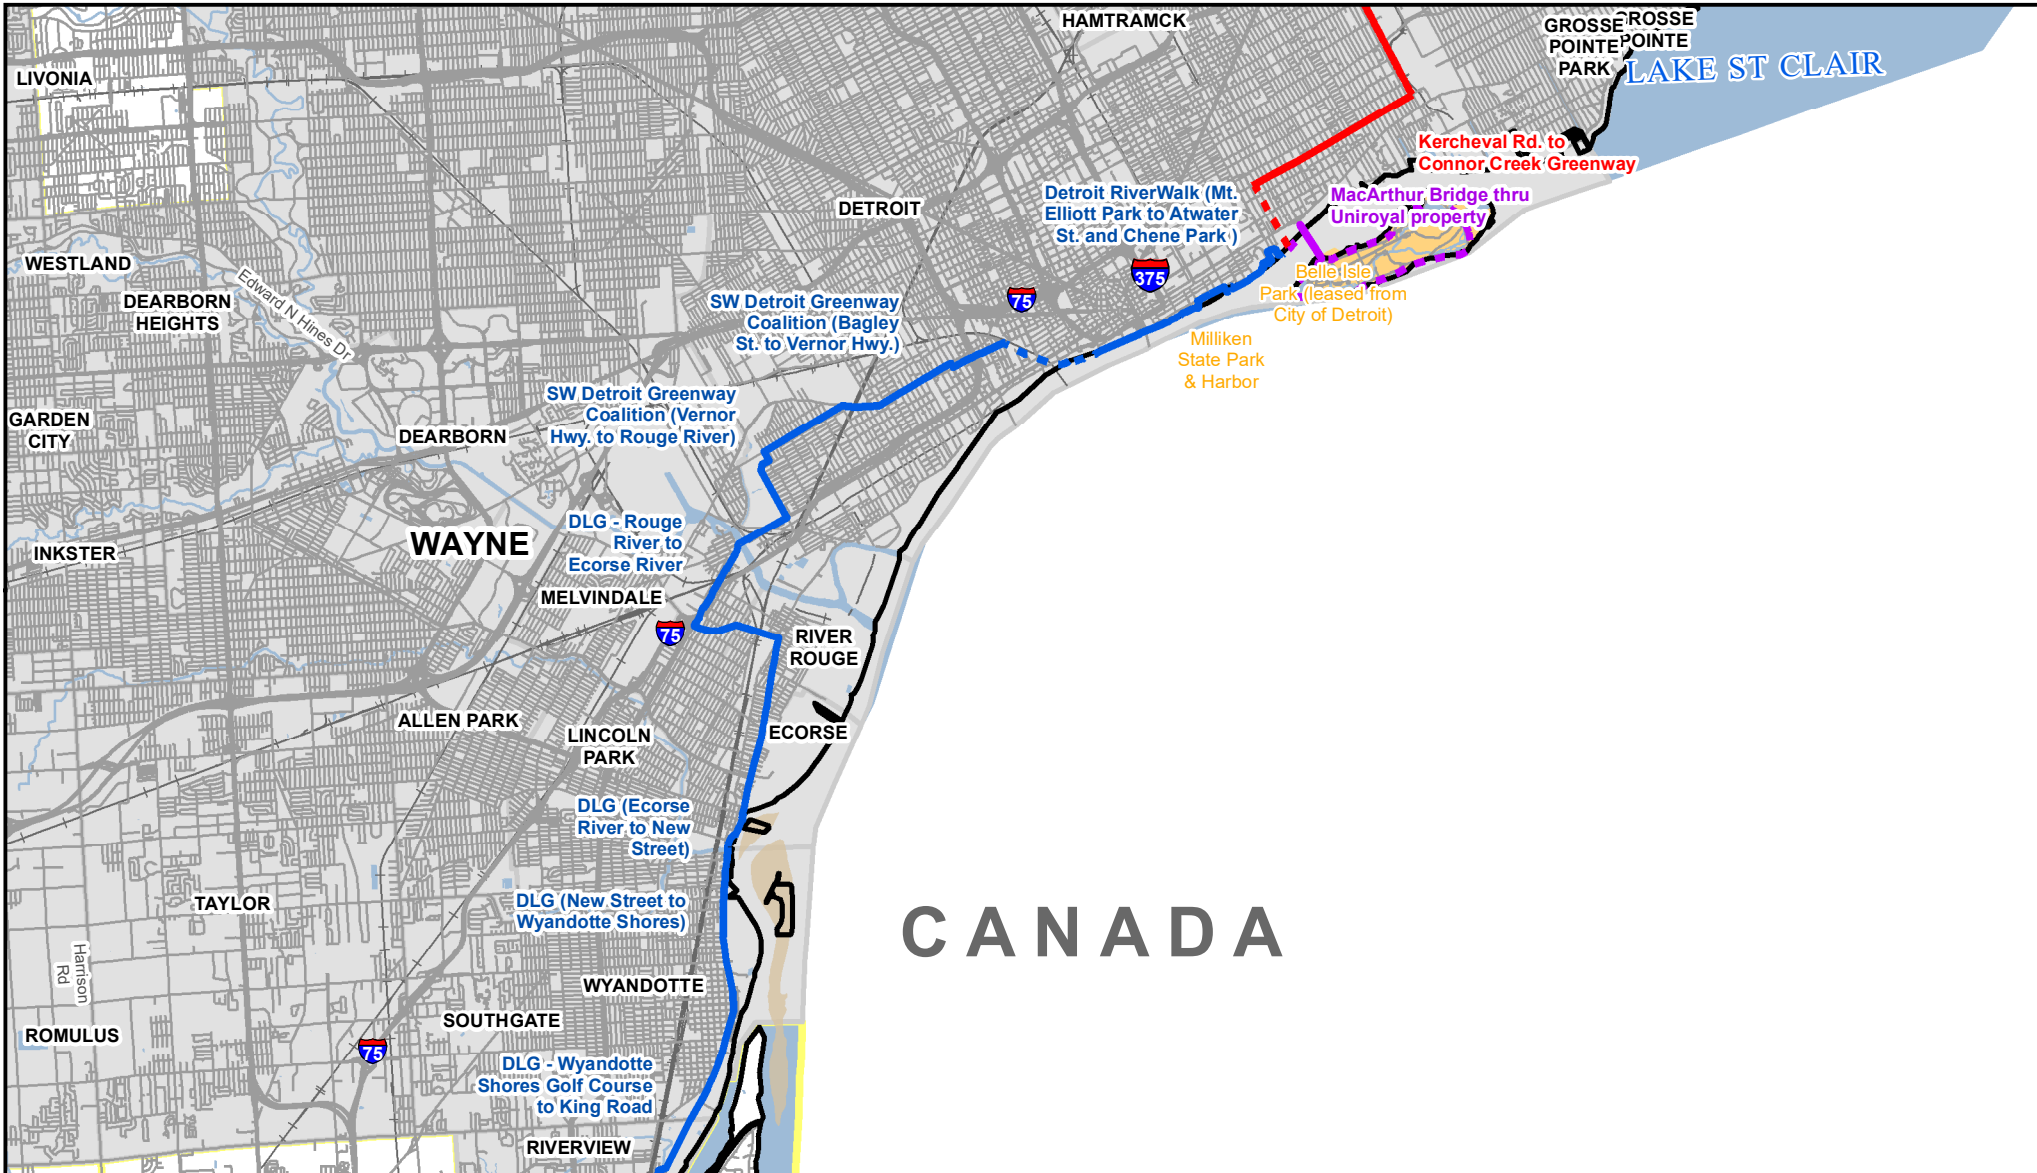 HAMTRAMCK
GROSSE
POINTE
PARK
GROSSE
POINTE
LIVONIA
LAKE ST CLAIR
Kercheval Rd. to
Connor Creek Greenway
Detroit RiverWalk (Mt.
Elliott Park to Atwater
St. and Chene Park )
MacArthur Bridge thru
Uniroyal property
DETROIT
WESTLAND
DEARBORN
HEIGHTS
Edward N Hines Dr
375
75
Belle Isle
Park (leased from
City of Detroit)
SW Detroit Greenway
Coalition (Bagley
St. to Vernor Hwy.)
Milliken
State Park
& Harbor
SW Detroit Greenway
Coalition (Vernor
Hwy. to Rouge River)
GARDEN
CITY
DEARBORN
DLG - Rouge
River to
Ecorse River
WAYNE
INKSTER
MELVINDALE
75
RIVER
ROUGE
ALLEN PARK
LINCOLN
PARK
ECORSE
DLG (Ecorse
River to New
Street)
TAYLOR
DLG (New Street to
Wyandotte Shores)
CANADA
Harrison
Rd
WYANDOTTE
SOUTHGATE
ROMULUS
75
DLG - Wyandotte
Shores Golf Course
to King Road
RIVERVIEW